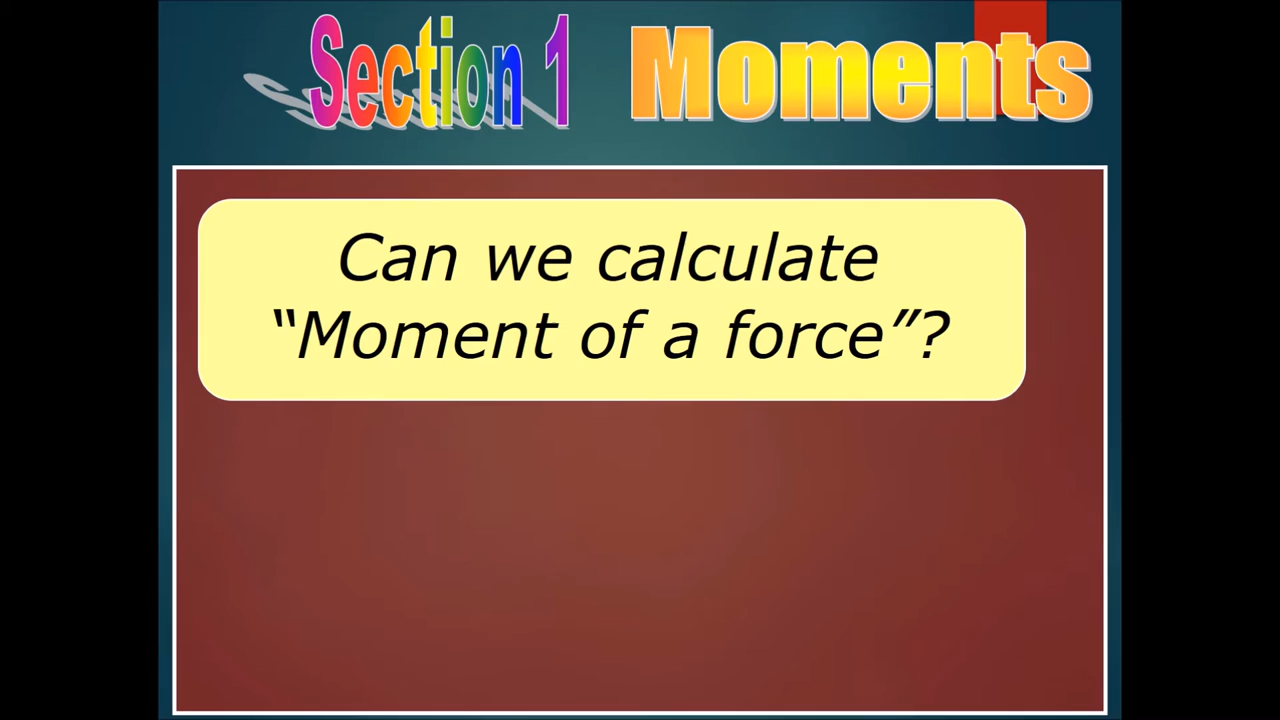 Section 1 Moments
Can we calculate
“Moment of a force”?